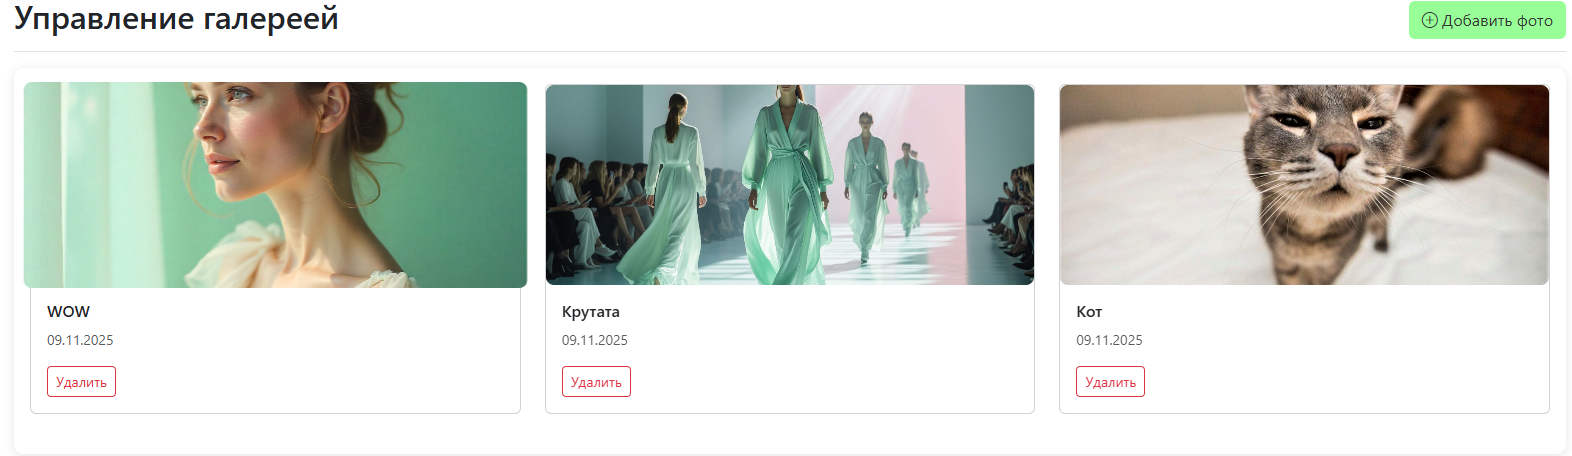 Управление галереей
Добавить фото
WOW
09.11.2025
Удалить
Крутата
09.11.2025
Удалить
Кот
09.11.2025
Удалить